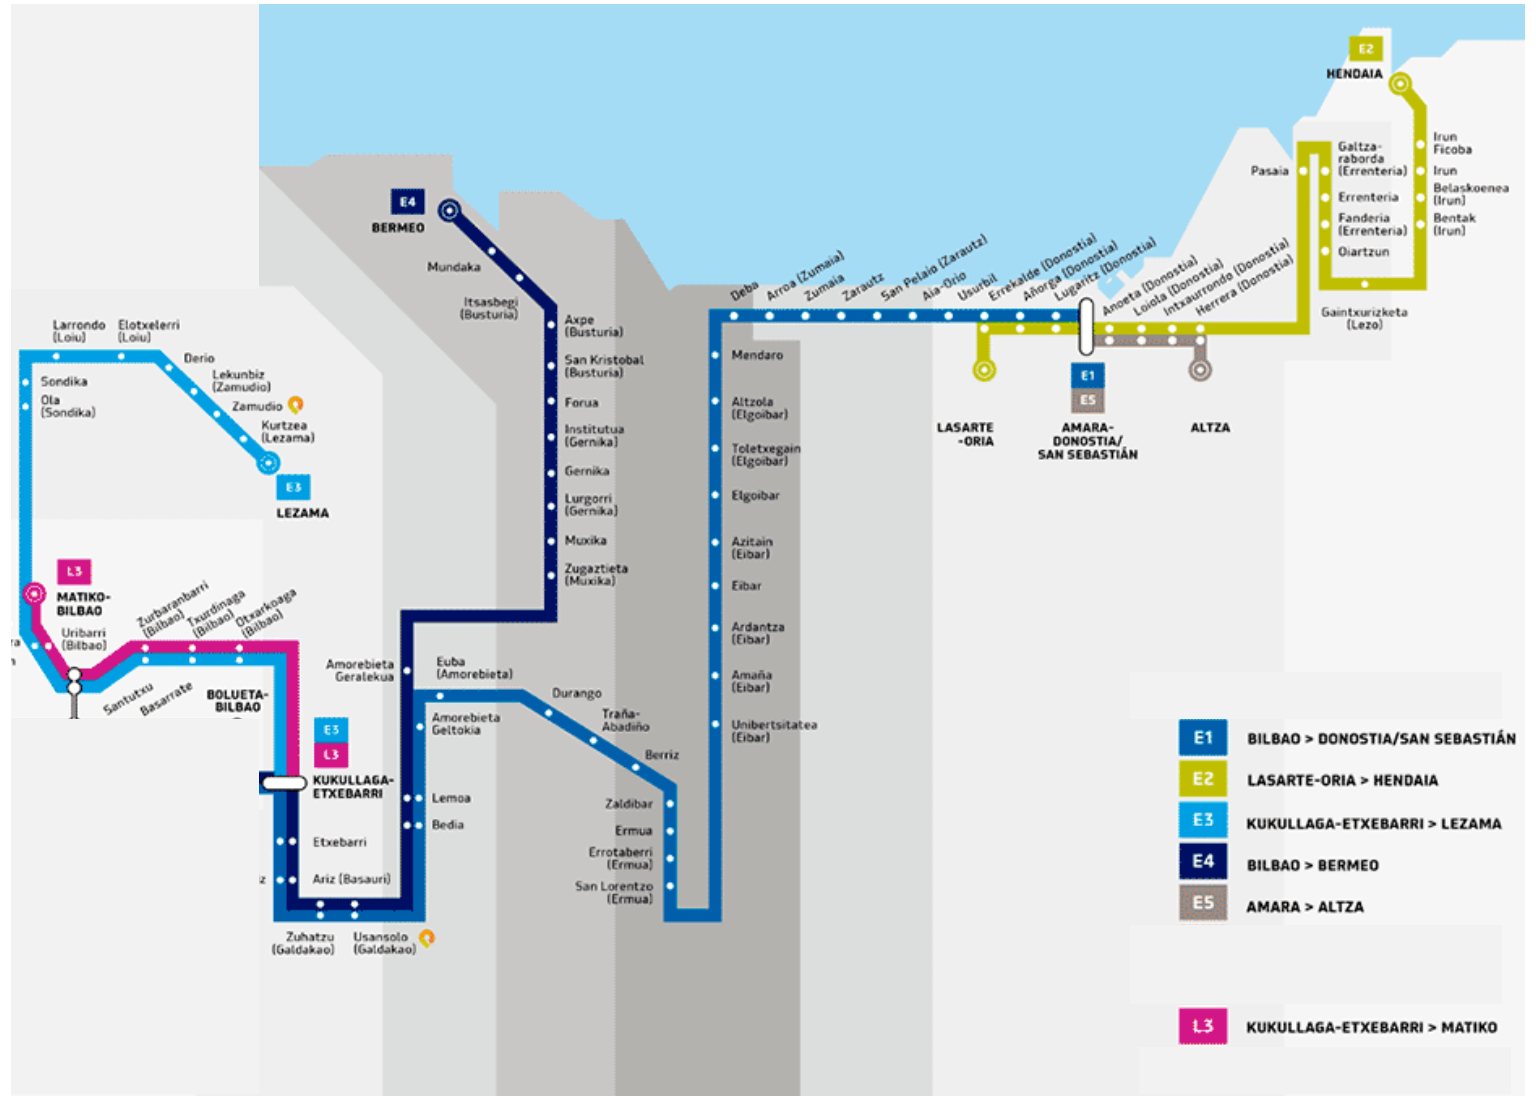 E2
HENDAIA
Irun
Ficoba
Irun
Belaskoenea
(Irun)
Bentak
(Irun)
Galtza-
raborda
(Errenteria)
Errenteria
Fanderia
(Errenteria)
Oiartzun
Pasaia
Gaintxurizketa
(Lezo)
E4
BERMEO
Mundaka
Itsasbegi
(Busturia)
Axpe
(Busturia)
San Kristobal
(Busturia)
Forua
Institutua
(Gernika)
Gernika
Lurgorri
(Gernika)
Muxika
Zugaztieta
(Muxika)
Deba
Arroa (Zumaia)
Zumaia
Zarautz
San Pelaio (Zarautz)
Aia-Orio
Usurbil
Errekalde (Donostia)
Añorga (Donostia)
Lugaritz (Donostia)
Anoeta (Donostia)
Loiola (Donostia)
Intxaurrondo (Donostia)
Herrera (Donostia)
E1
E5
LASARTE
-ORIA
AMARA-
DONOSTIA/
SAN SEBASTIÁN
ALTZA
Mendaro
Altzola
(Elgoibar)
Toletxegain
(Elgoibar)
Elgoibar
Azitain
(Eibar)
Eibar
Ardantza
(Eibar)
Amaña
(Eibar)
Unibertsitatea
(Eibar)
Larrondo
(Loiu)
Elotxelerri
(Loiu)
Derio
Lekunbiz
(Zamudio)
Zamudio
Kurtzea
(Lezama)
E3
LEZAMA
Sondika
Ola
(Sondika)
L3
MATIKO-
BILBAO
Uribarri
(Bilbao)
ra
n
Zurbaranbarri
(Bilbao)
Txurdinaga
(Bilbao)
Otxarkoaga
(Bilbao)
Santutxu
Basarrate
BOLUETA-
BILBAO
E3
L3
KUKULLAGA-
ETXEBARRI
Etxebarri
iz
Ariz (Basauri)
Zuhatzu
(Galdakao)
Usansolo
(Galdakao)
Amorebieta
Geralekua
Euba
(Amorebieta)
Amorebieta
Geltokia
Lemoa
Bedia
Durango
Traña-
Abadiño
Berriz
Zaldibar
Ermua
Errotaberri
(Ermua)
San Lorentzo
(Ermua)
E1 BILBAO > DONOSTIA/SAN SEBASTIÁN
E2 LASARTE-ORIA > HENDAIA
E3 KUKULLAGA-ETXEBARRI > LEZAMA
E4 BILBAO > BERMEO
E5 AMARA > ALTZA
L3 KUKULLAGA-ETXEBARRI > MATIKO